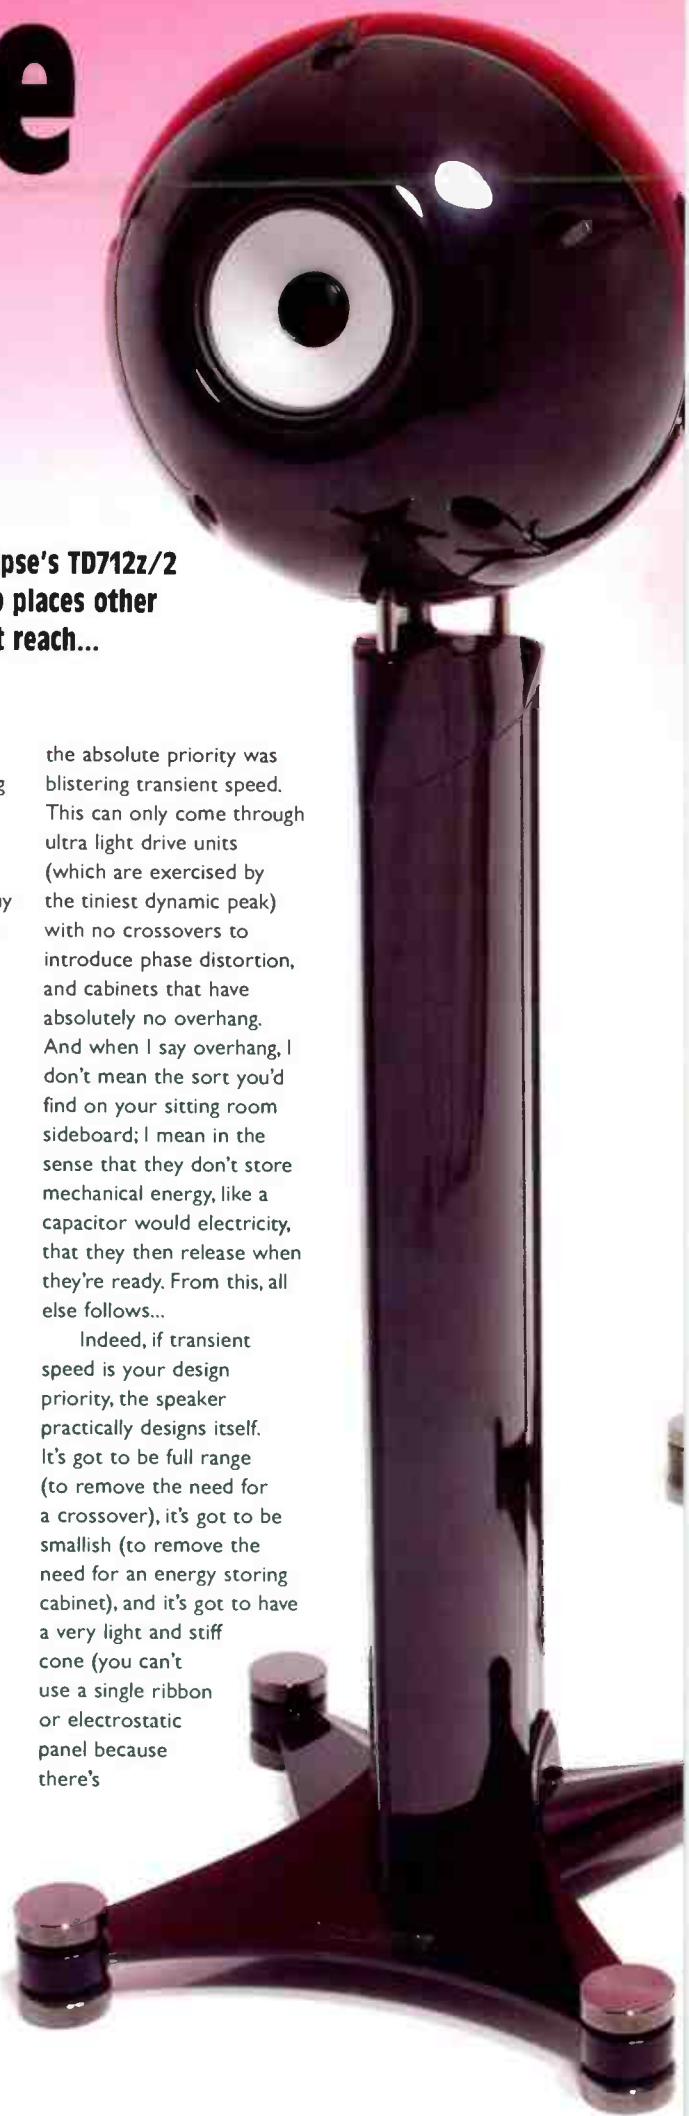 e
pse's TD712z/2
places other
t reach...
g
the absolute priority was
blistering transient speed.
This can only come through
ultra light drive units
(which are exercised by
the tiniest dynamic peak)
with no crossovers to
introduce phase distortion,
and cabinets that have
absolutely no overhang.
And when I say overhang, I
don't mean the sort you'd
find on your sitting room
sideboard; I mean in the
sense that they don't store
mechanical energy, like a
capacitor would electricity,
that they then release when
they're ready. From this, all
else follows...
Indeed, if transient
speed is your design
priority, the speaker
practically designs itself.
It's got to be full range
(to remove the need for
a crossover), it's got to be
smallish (to remove the
need for an energy storing
cabinet), and it's got to have
a very light and stiff
cone (you can't
use a single ribbon
or electrostatic
panel because
there's